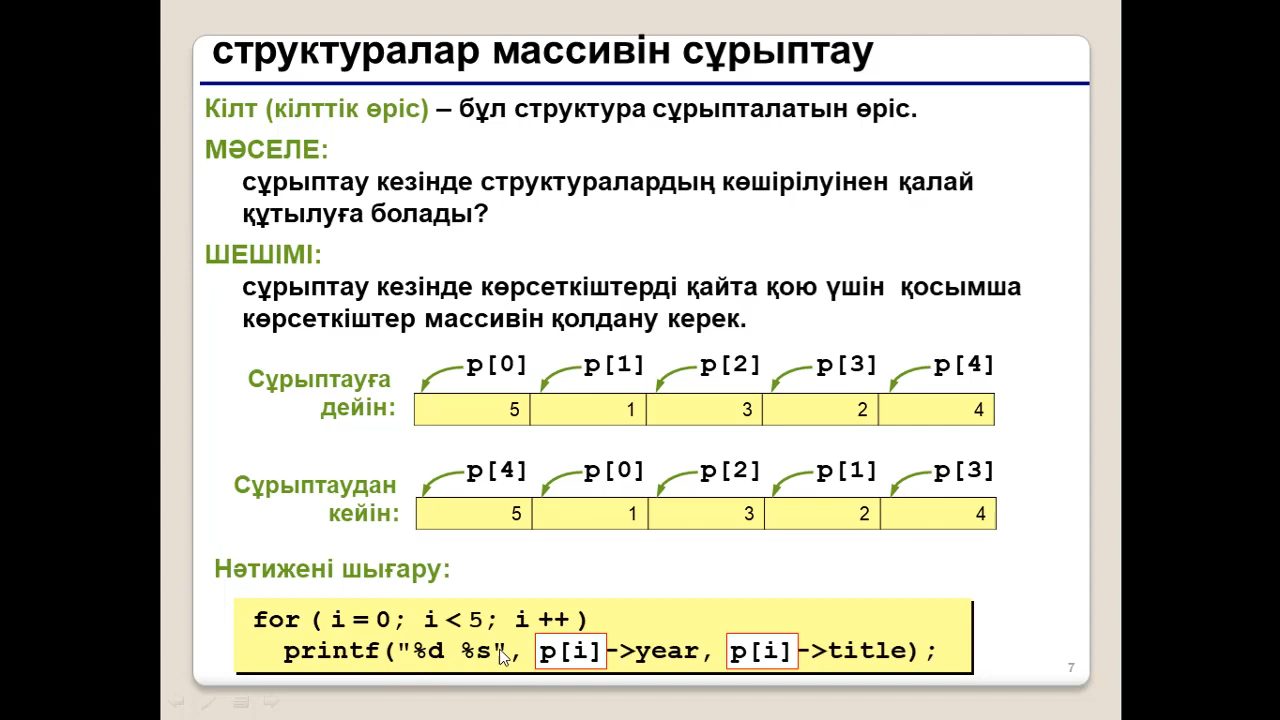 структуралар массивін сұрыптау
Кілт (кілттік өріс) – бұл структура сұрыпталатын өріс.
МӘСЕЛЕ:
сұрыптау кезінде структуралардың көшірілуінен қалай
құтылуға болады?
ШЕШІМІ:
сұрыптау кезінде көрсеткіштерді қайта қою үшін қосымша
көрсеткіштер массивін қолдану керек.
p[0] p[1] p[2] p[3] p[4]
Сұрыптауға
дейін:
5 1 3 2 4
p[4] p[0] p[2] p[1] p[3]
Сұрыптаудан
кейін:
5 1 3 2 4
Нәтижені шығару:
for ( i = 0; i < 5; i ++ )
printf("%d %s", p[i]->year, p[i]->title);
7